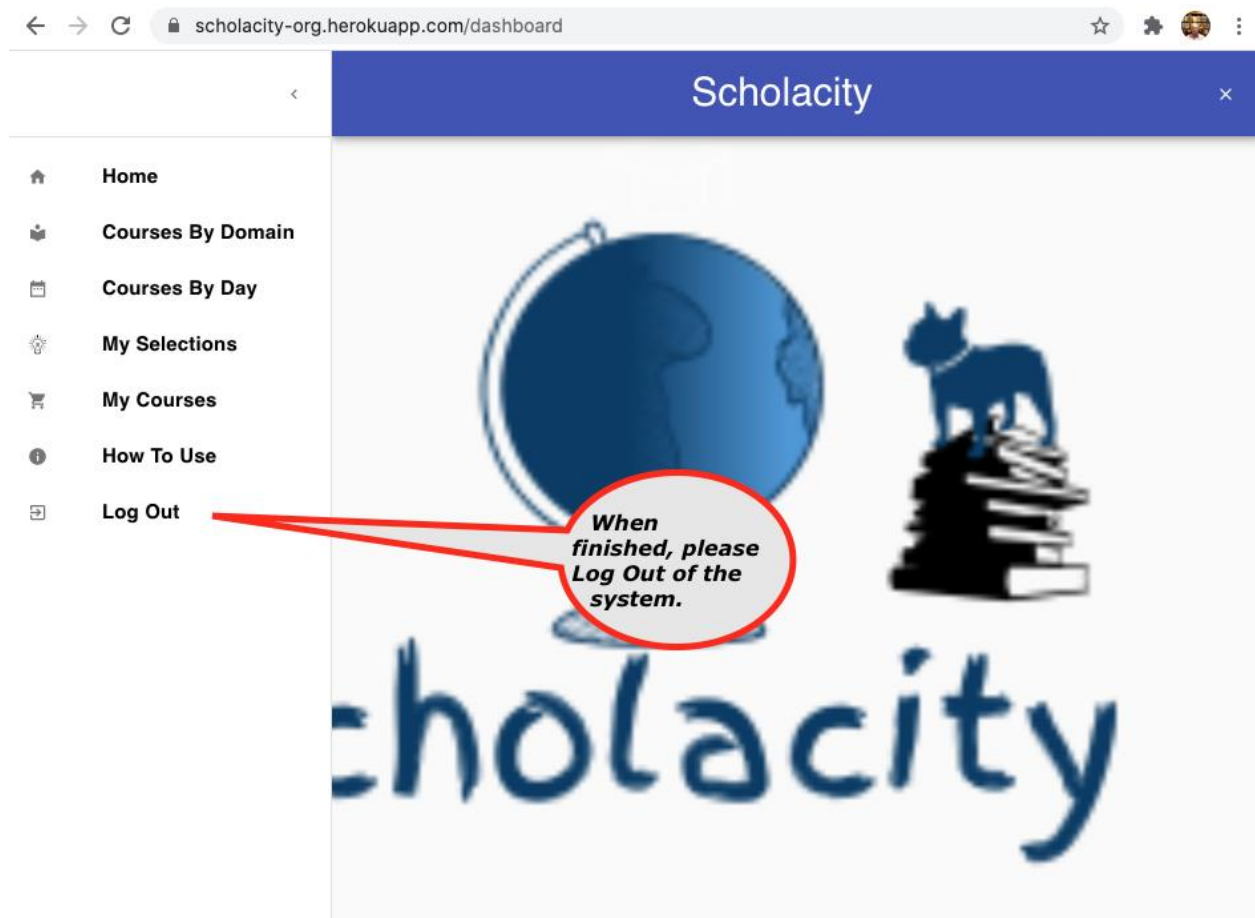 scholacity-org.herokuapp.com/dashboard
Scholacity
Home
Courses By Domain
Courses By Day
My Selections
My Courses
How To Use
Log Out
When
finished, please
Log Out of the
system.
cholacity